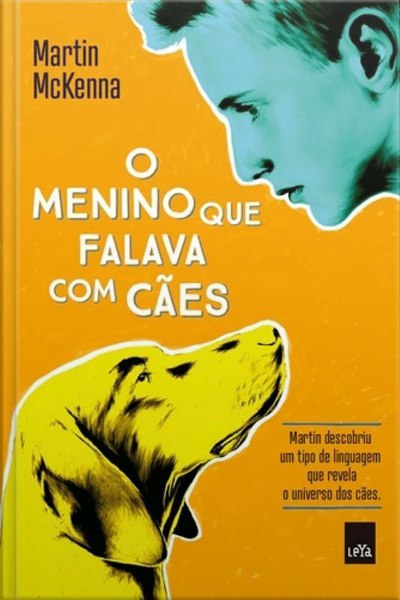 Martin
McKenna
O
MENINO QUE
FALAVA
COM CÃES
Martin descobriu
um tipo de linguagem
que revela
o universo dos cães.
LeYa